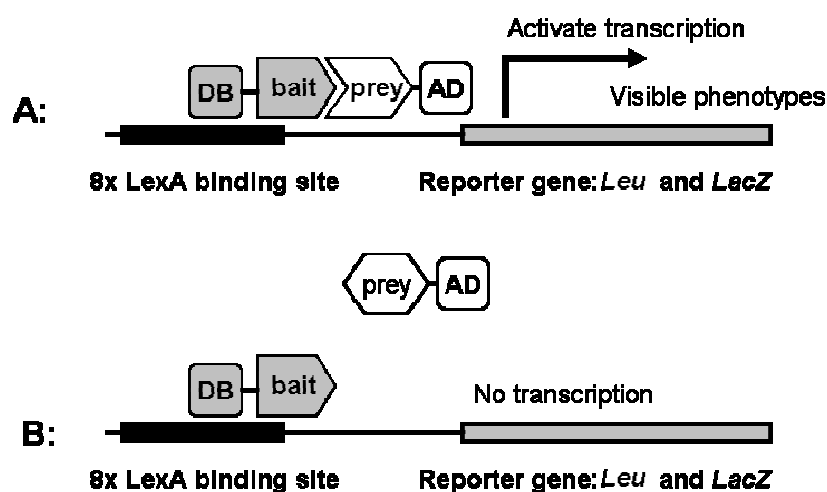 Activate transcription
DB bait prey AD
Visible phenotypes
A:
8x LexA binding site Reporter gene: Leu and LacZ
prey AD
DB bait
No transcription
B:
8x LexA binding site Reporter gene: Leu and LacZ